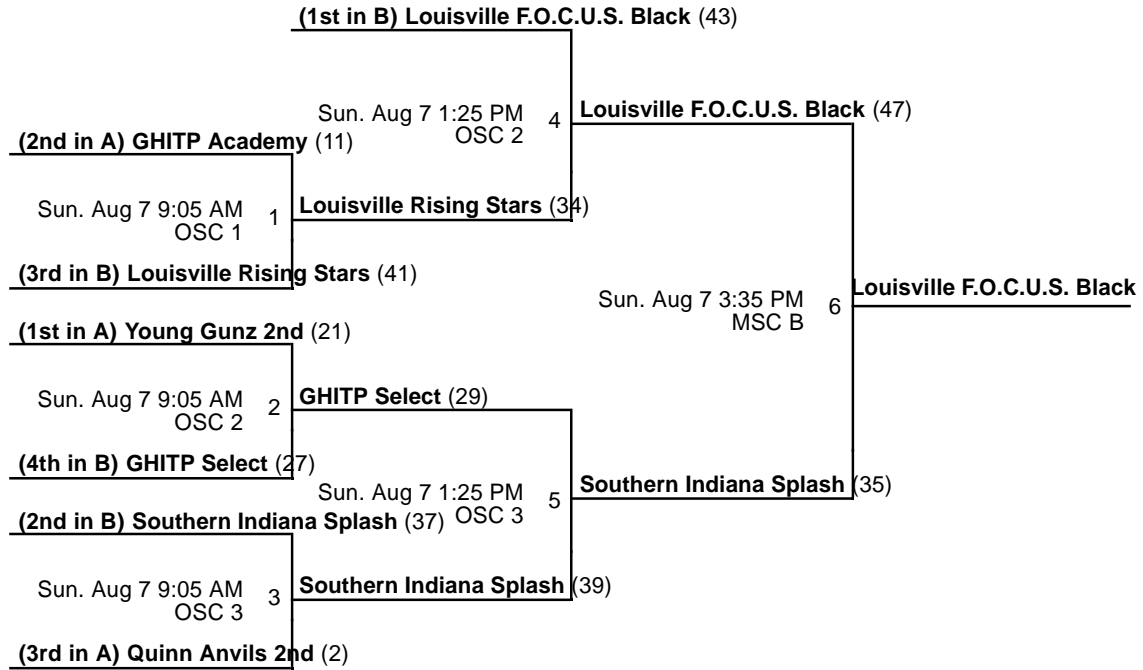 (1st in B) Louisville F.O.C.U.S. Black (43)
Sun. Aug 7 1:25 PM
OSC 2
4
Louisville F.O.C.U.S. Black (47)
(2nd in A) GHITP Academy (11)
Sun. Aug 7 9:05 AM
OSC 1
1
Louisville Rising Stars (34)
(3rd in B) Louisville Rising Stars (41)
Sun. Aug 7 3:35 PM
MSC B
6
Louisville F.O.C.U.S. Black
(1st in A) Young Gunz 2nd (21)
Sun. Aug 7 9:05 AM
OSC 2
2
GHITP Select (29)
(4th in B) GHITP Select (27)
Sun. Aug 7 1:25 PM
OSC 3
5
Southern Indiana Splash (35)
(2nd in B) Southern Indiana Splash (37)
Sun. Aug 7 9:05 AM
OSC 3
3
Southern Indiana Splash (39)
(3rd in A) Quinn Anvils 2nd (2)